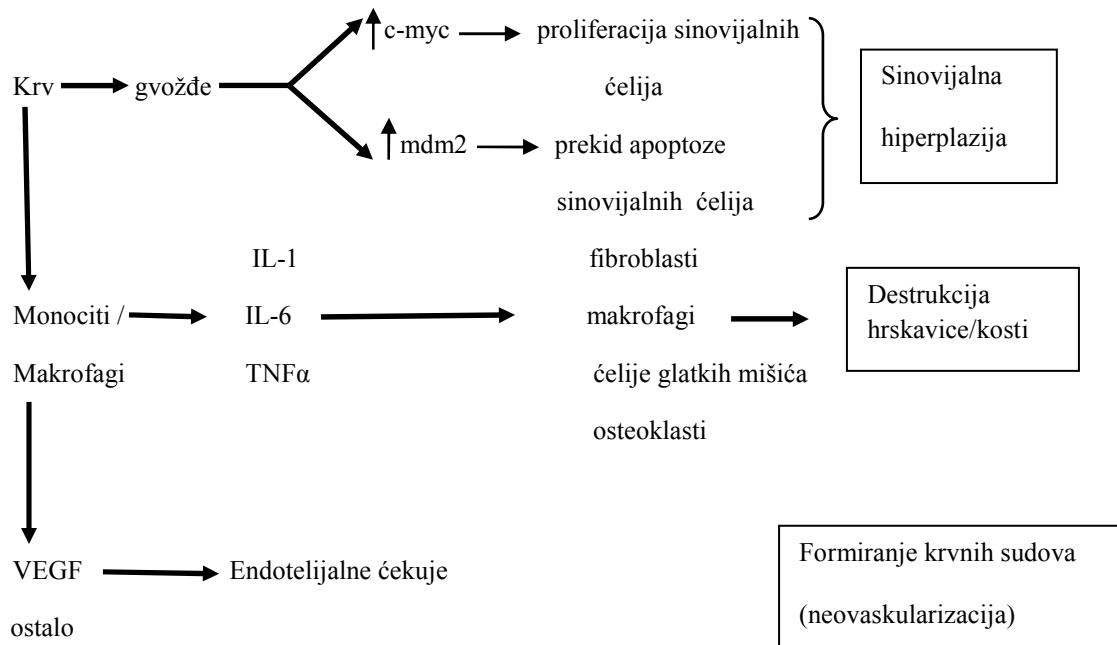 c-myc
proliferacija sinovijalnih
ćelija
Krv
gvožđe
mdm2
prekid apoptoze
sinovijalnih ćelija
Sinovijalna
hiperplazija
Monociti /
Makrofagi
IL-1
IL-6
TNFα
fibroblasti
makrofagi
ćelije glatkih mišića
osteoklasti
Destrukcija
hrskavice/kosti
VEGF
ostalo
Endotelijalne ćekuje
Formiranje krvnih sudova
(neovaskularizacija)